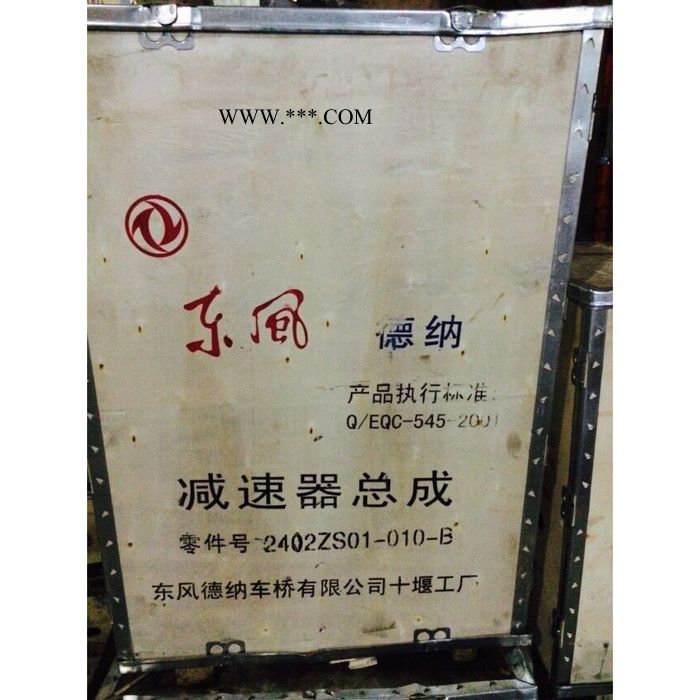 WWW.***.COM
东风 德纳
产品执行标准:
Q/EQC-545-2001
减速器总成
零件号 2402ZS01-010-B
东风德纳车桥有限公司十堰工厂